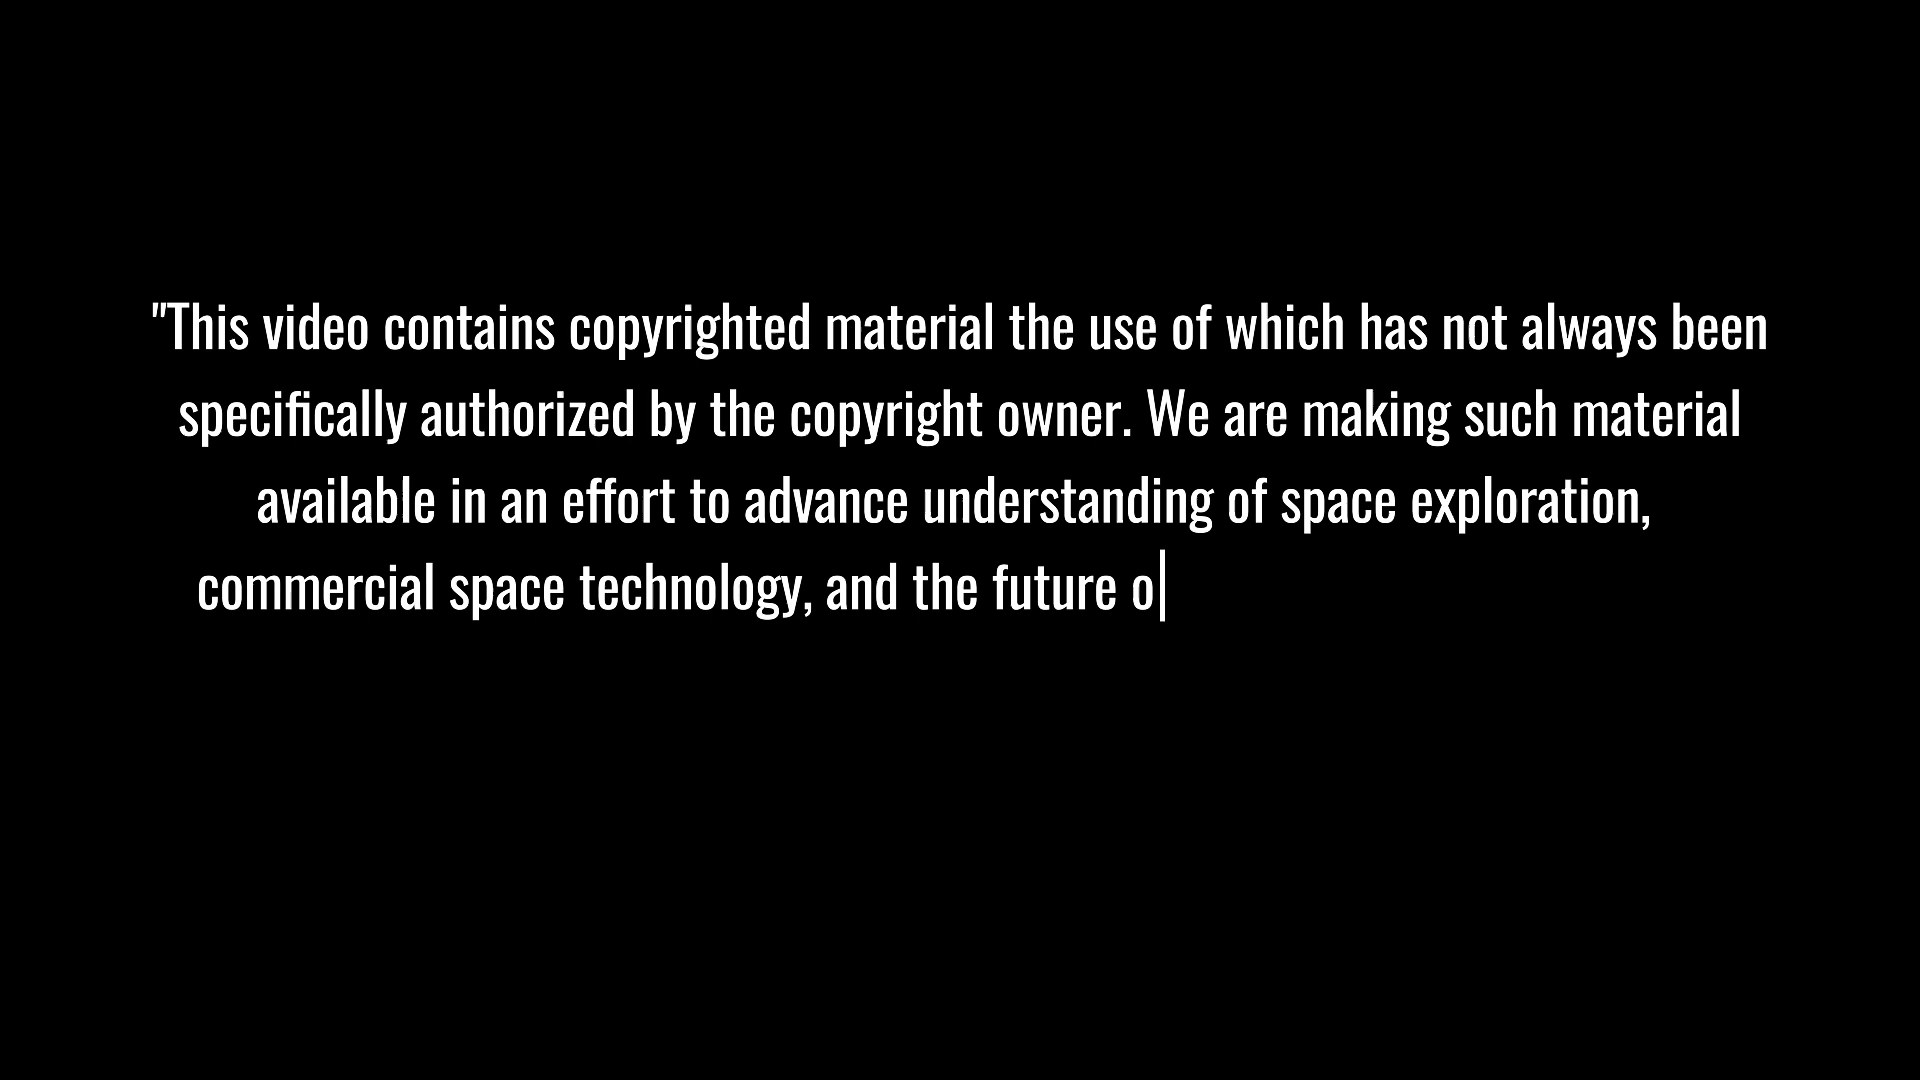 "This video contains copyrighted material the use of which has not always been
specifically authorized by the copyright owner. We are making such material
available in an effort to advance understanding of space exploration,
commercial space technology, and the future o